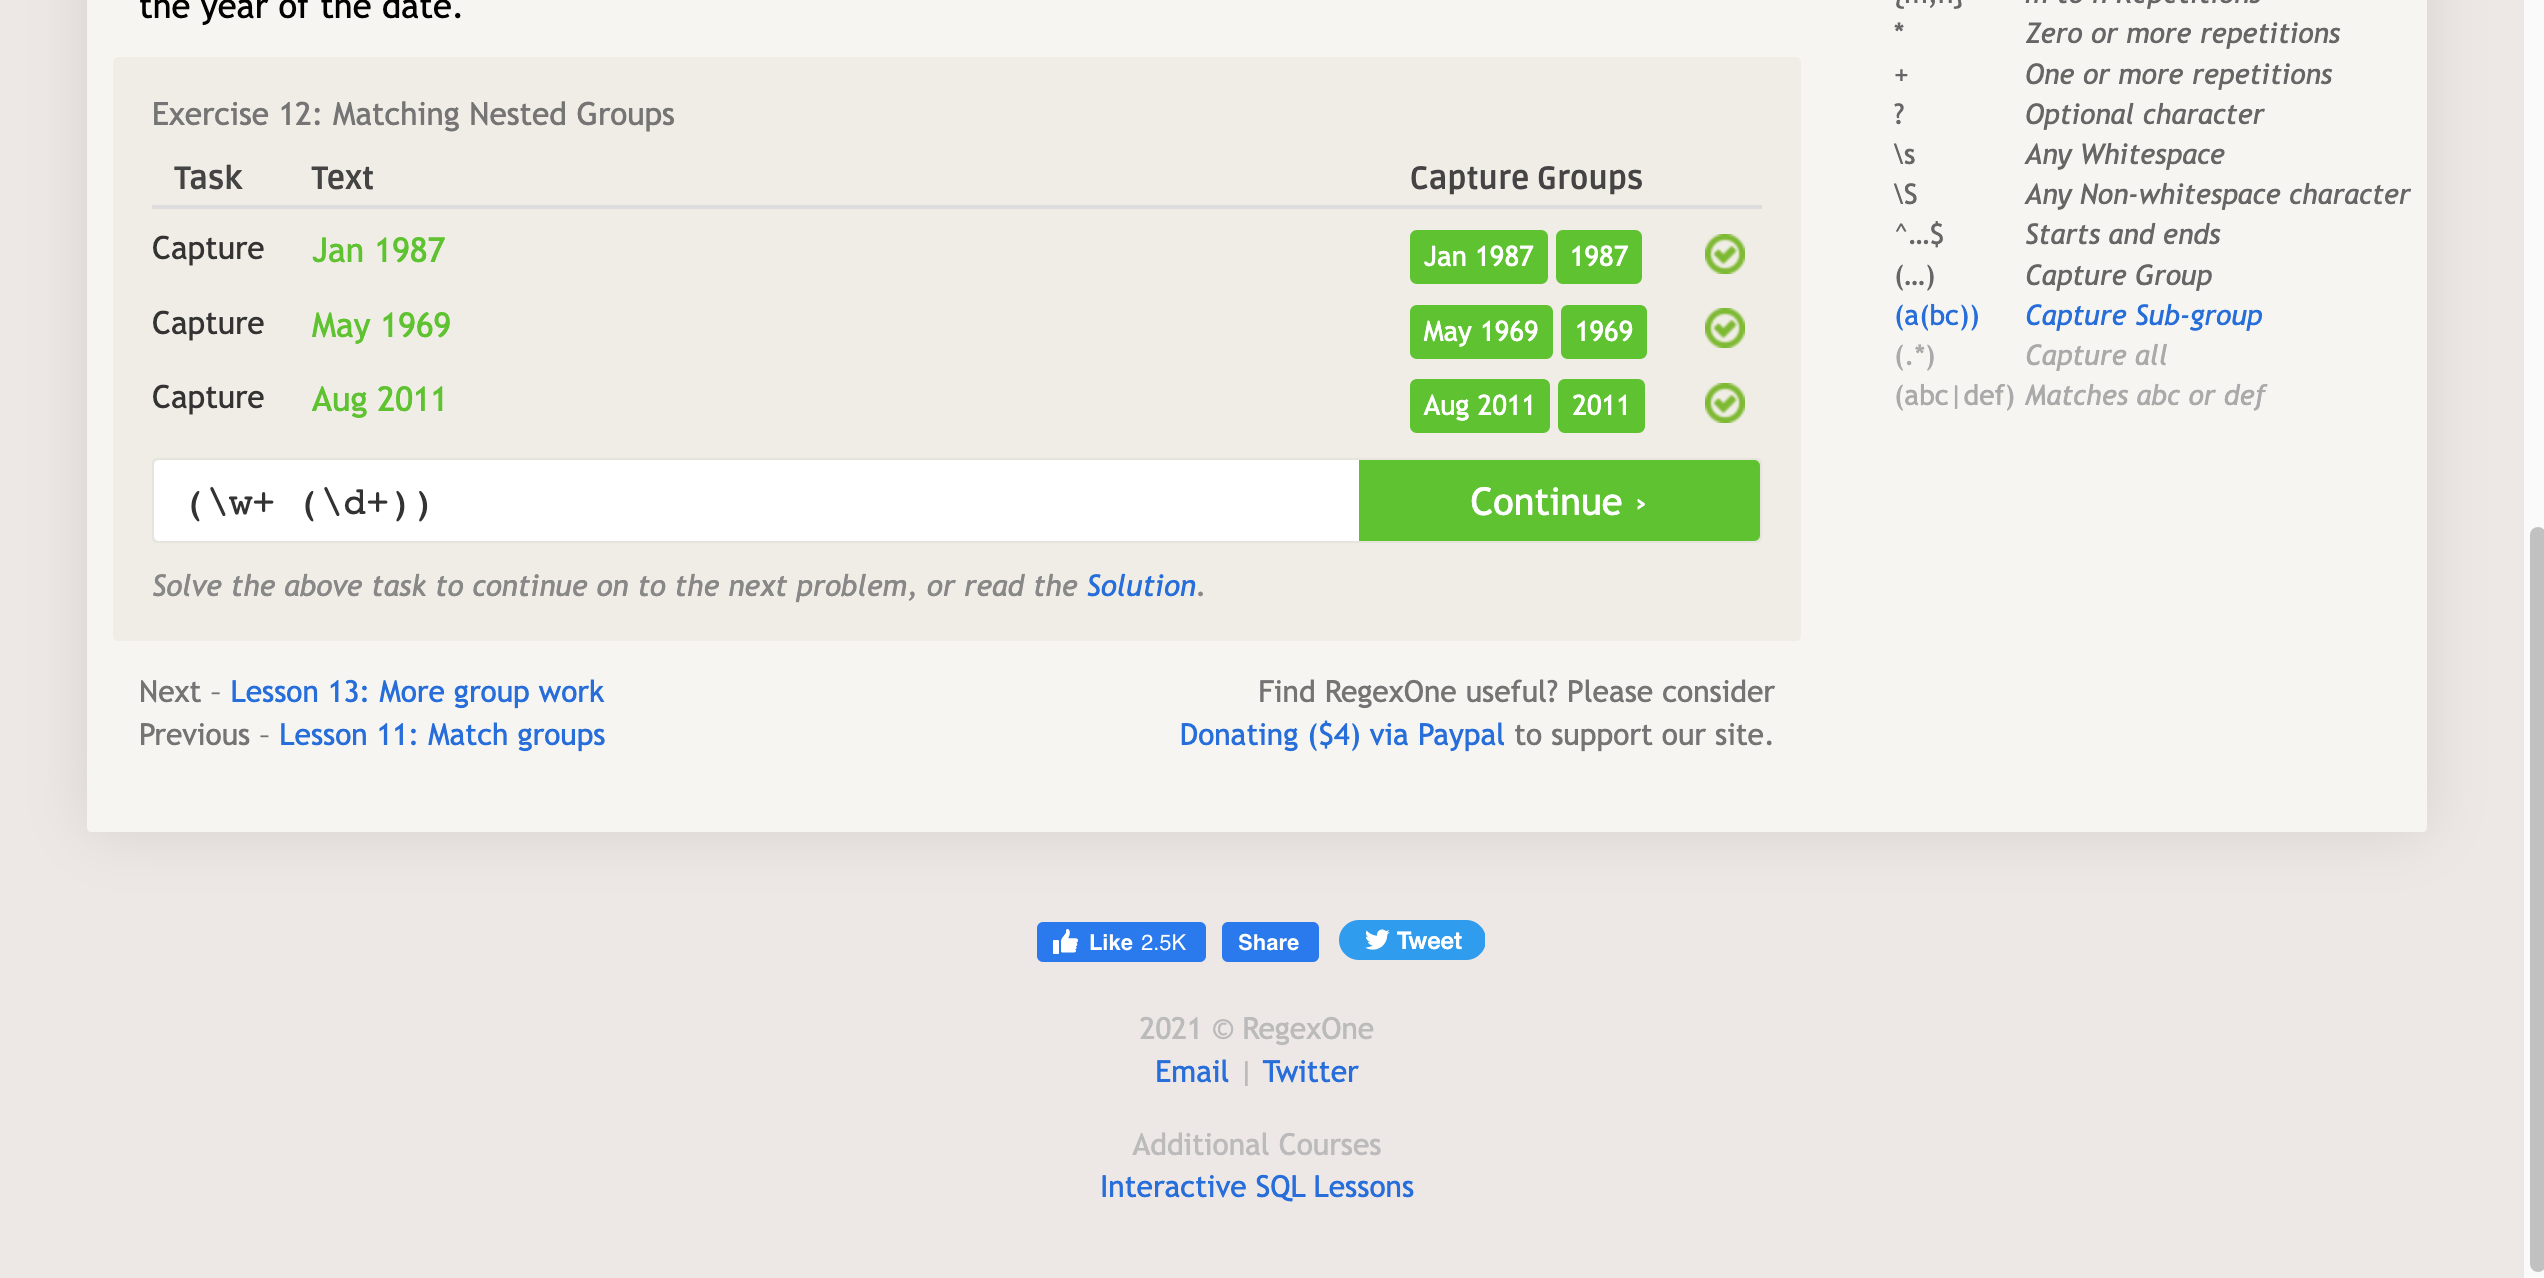 the year of the date.
Exercise 12: Matching Nested Groups
Task Text Capture Groups
Capture Jan 1987 Jan 1987 1987
Capture May 1969 May 1969 1969
Capture Aug 2011 Aug 2011 2011
(\w+ (\d+)) Continue ›
Solve the above task to continue on to the next problem, or read the Solution.
Next – Lesson 13: More group work
Previous – Lesson 11: Match groups
Find RegexOne useful? Please consider
Donating ($4) via Paypal to support our site.
{m,n} m to n Repetitions
* Zero or more repetitions
+ One or more repetitions
? Optional character
\s Any Whitespace
\S Any Non-whitespace character
^…$ Starts and ends
(…) Capture Group
(a(bc)) Capture Sub-group
(.*) Capture all
(abc|def) Matches abc or def
Like 2.5K Share Tweet
2021 © RegexOne
Email | Twitter
Additional Courses
Interactive SQL Lessons